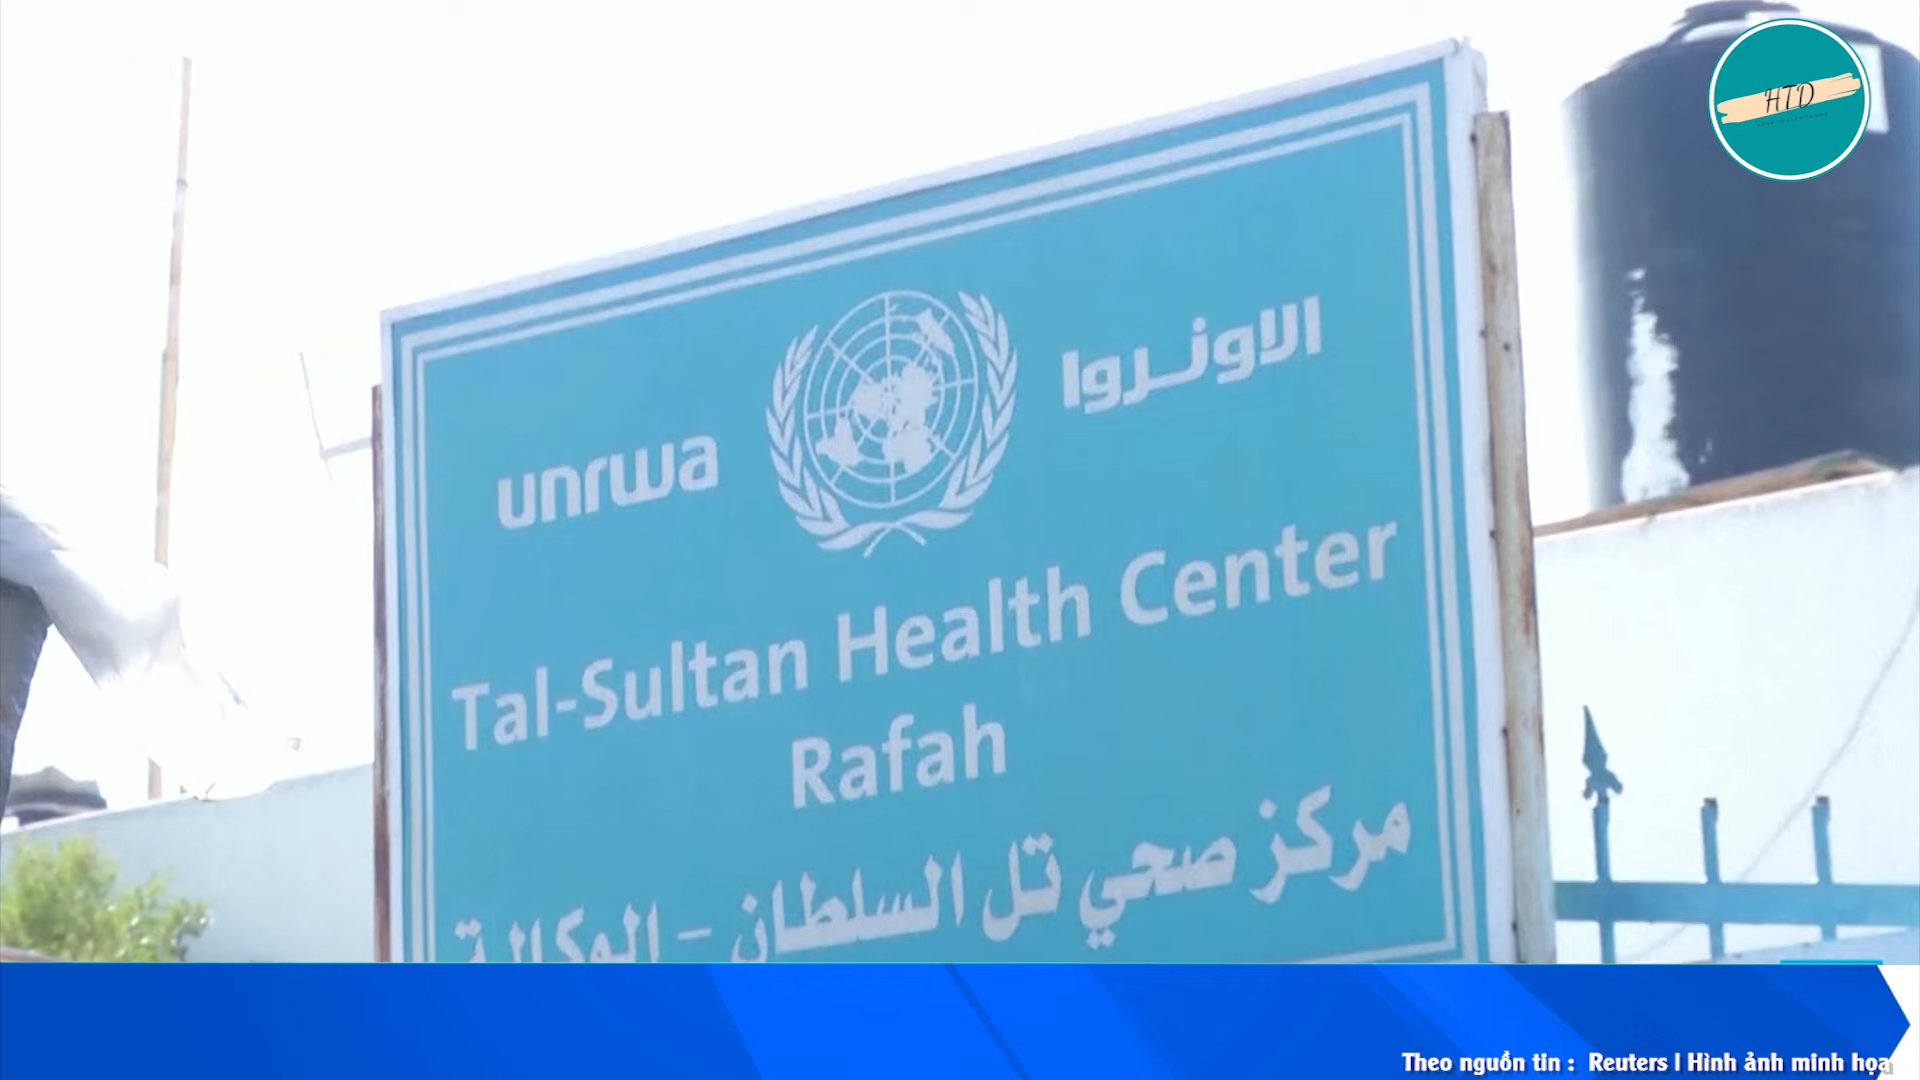 HTD
unrwa
الاونروا
Tal-Sultan Health Center
Rafah
مركز صحي تل السلطان - الوكالة
Theo nguồn tin : Reuters | Hình ảnh minh họa